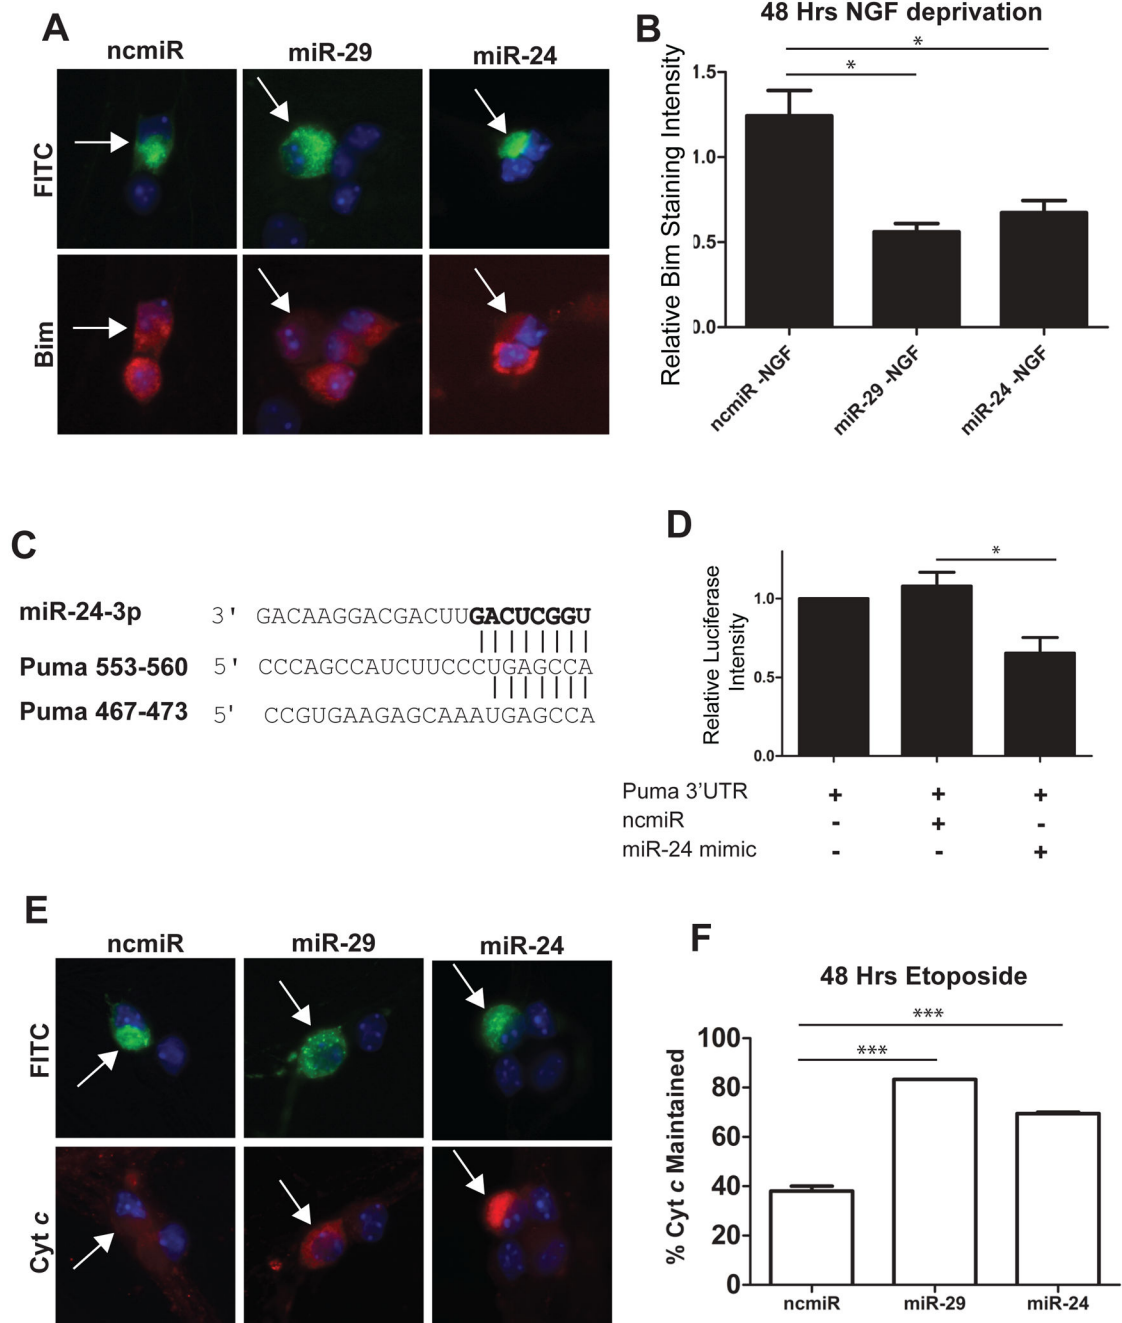 A
ncmiR miR-29 miR-24
FITC
Bim
B
48 Hrs NGF deprivation
* 
*
Relative Bim Staining Intensity
1.5
1.0
0.5
0.0
ncmiR -NGF
miR-29 -NGF
miR-24 -NGF
C
miR-24-3p 3' GACAAGGACGACUUGACUCGGU
Puma 553-560 5' CCCAGCCAUCUUCCCUGAGCCA
Puma 467-473 5' CCGUGAAGAGCAAAUGAGCCA
D
*
Relative Luciferase
Intensity
1.0
0.5
0.0
Puma 3'UTR + + +
ncmiR - + -
miR-24 mimic - - +
E
ncmiR miR-29 miR-24
FITC
Cyt c
F
48 Hrs Etoposide
***
***
% Cyt c Maintained
100
80
60
40
20
0
ncmiR miR-29 miR-24